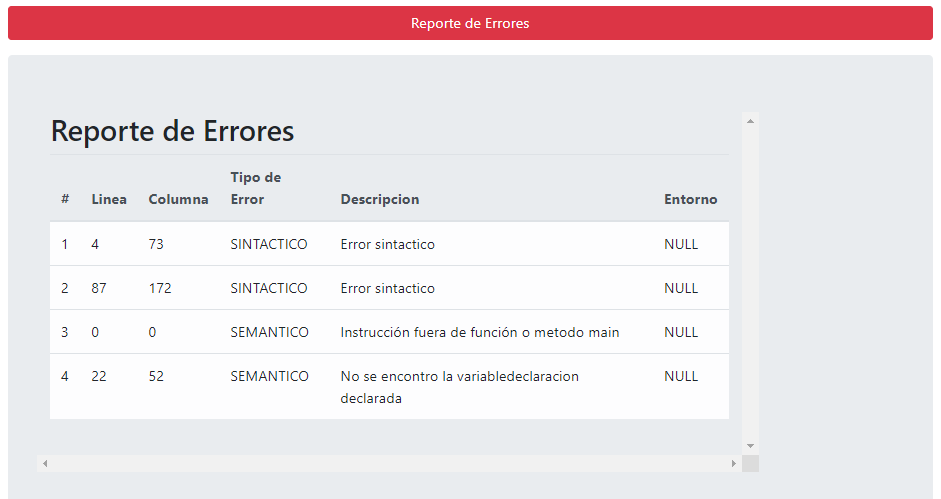 Reporte de Errores
Reporte de Errores
# Linea Columna Tipo de Error Descripcion Entorno
1 4 73 SINTACTICO Error sintactico NULL
2 87 172 SINTACTICO Error sintactico NULL
3 0 0 SEMANTICO Instrucción fuera de función o metodo main NULL
4 22 52 SEMANTICO No se encontro la variabledeclaracion declarada NULL